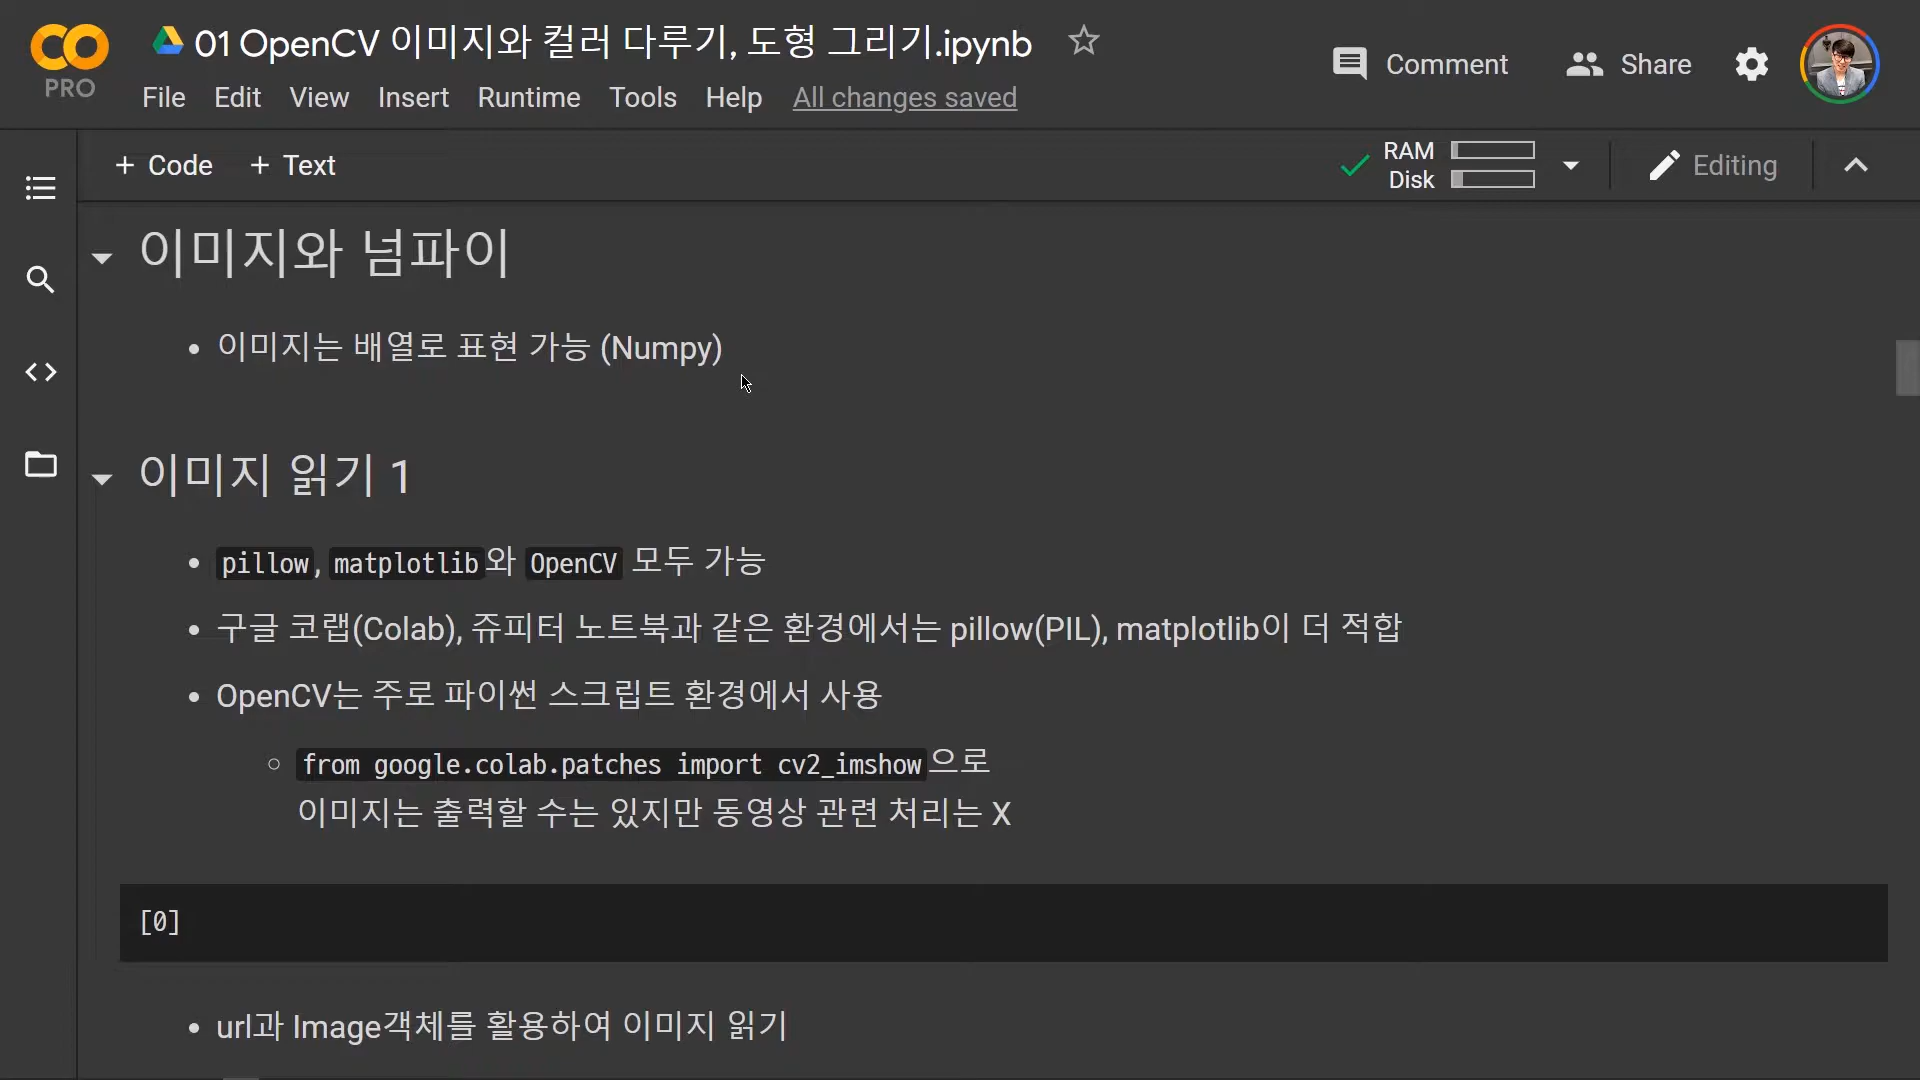 01 OpenCV 이미지와 컬러 다루기, 도형 그리기.ipynb
Comment
Share
PRO
File Edit View Insert Runtime Tools Help All changes saved
+ Code + Text
RAM
Disk
Editing
이미지와 넘파이
이미지는 배열로 표현 가능 (Numpy)
이미지 읽기 1
pillow, matplotlib와 OpenCV 모두 가능
구글 코랩(Colab), 쥬피터 노트북과 같은 환경에서는 pillow(PIL), matplotlib이 더 적합
OpenCV는 주로 파이썬 스크립트 환경에서 사용
from google.colab.patches import cv2_imshow으로
이미지는 출력할 수는 있지만 동영상 관련 처리는 X
[0]
url과 Image객체를 활용하여 이미지 읽기